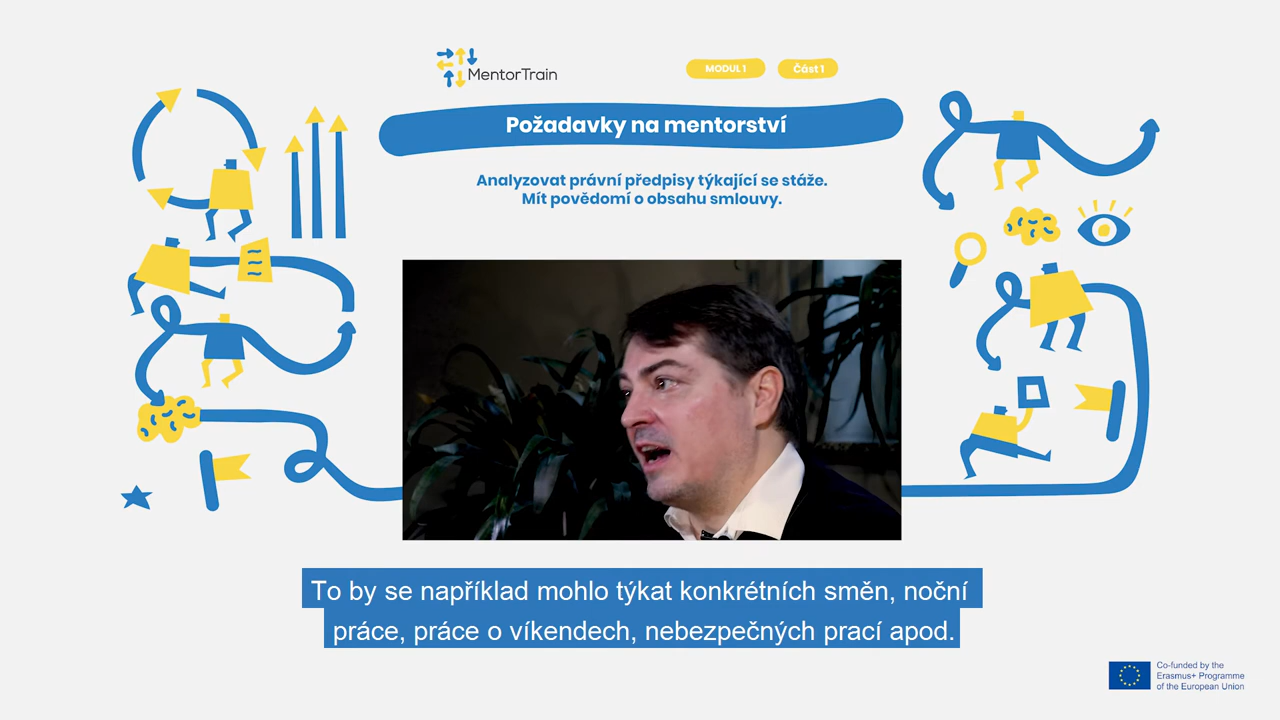 MentorTrain
MODUL 1
Část 1
Požadavky na mentorství
Analyzovat právní předpisy týkající se stáže.
Mít povědomí o obsahu smlouvy.
To by se například mohlo týkat konkrétních směn, noční
práce, práce o víkendech, nebezpečných prací apod.
Co-funded by the
Erasmus+ Programme
of the European Union